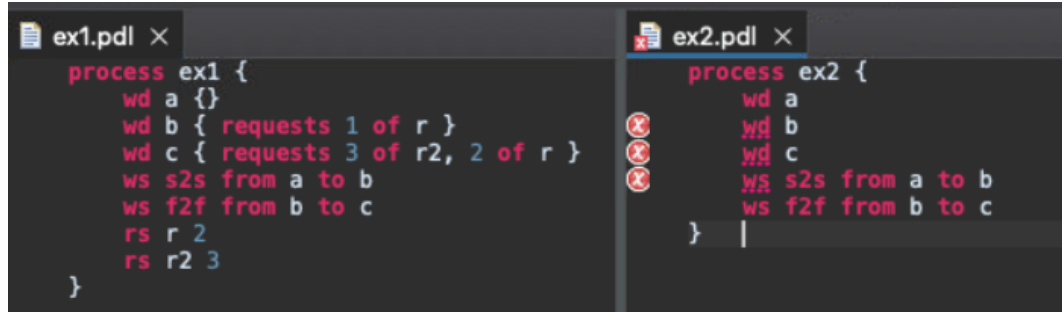 ex1.pdl ×
process ex1 {
wd a {}
wd b { requests 1 of r }
wd c { requests 3 of r2, 2 of r }
ws s2s from a to b
ws f2f from b to c
rs r 2
rs r2 3
}
ex2.pdl ×
process ex2 {
wd a
wd b
wd c
ws s2s from a to b
ws f2f from b to c
}